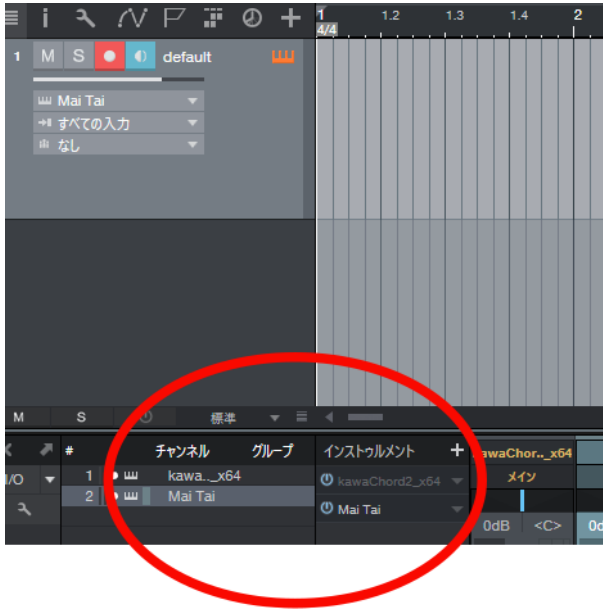 1 1.2 1.3 1.4 2
4/4
1 M S default
Mai Tai
すべての入力
なし
M S 標準
# チャンネル グループ インストゥルメント + kawaChor.._x64
I/O 1 kawa.._x64 kawaChord2_x64 メイン
2 Mai Tai Mai Tai
0dB <C>